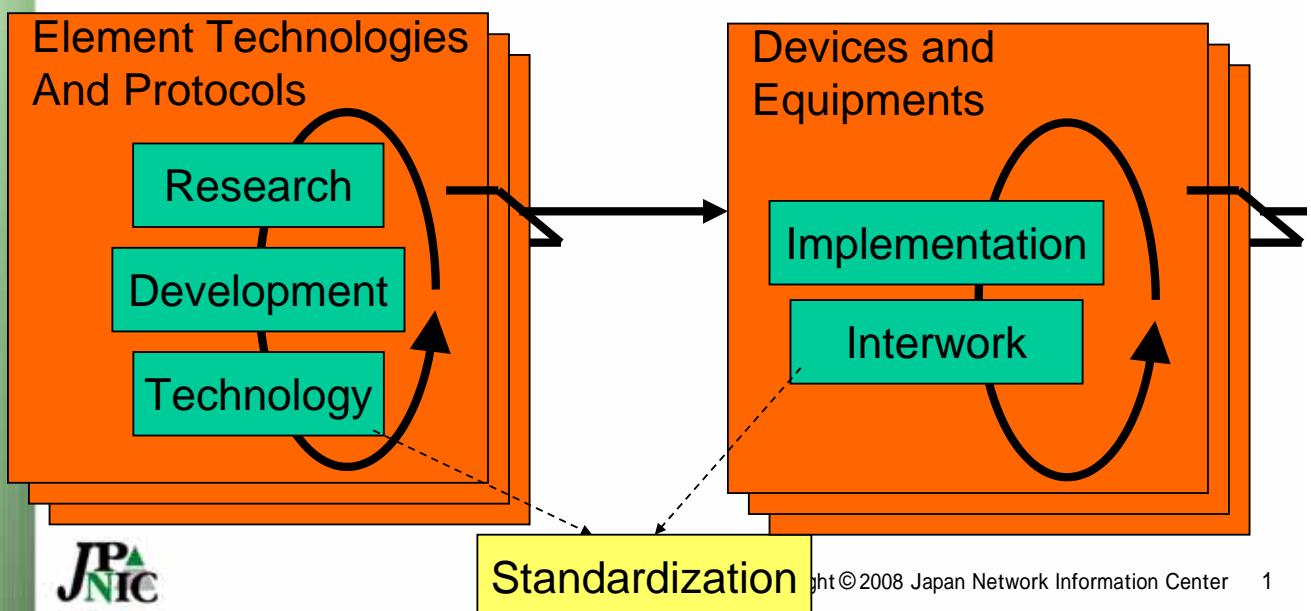 Element Technologies
And Protocols
Research
Development
Technology
Devices and
Equipments
Implementation
Interwork
Standardization
JPNIC
ht © 2008 Japan Network Information Center 1